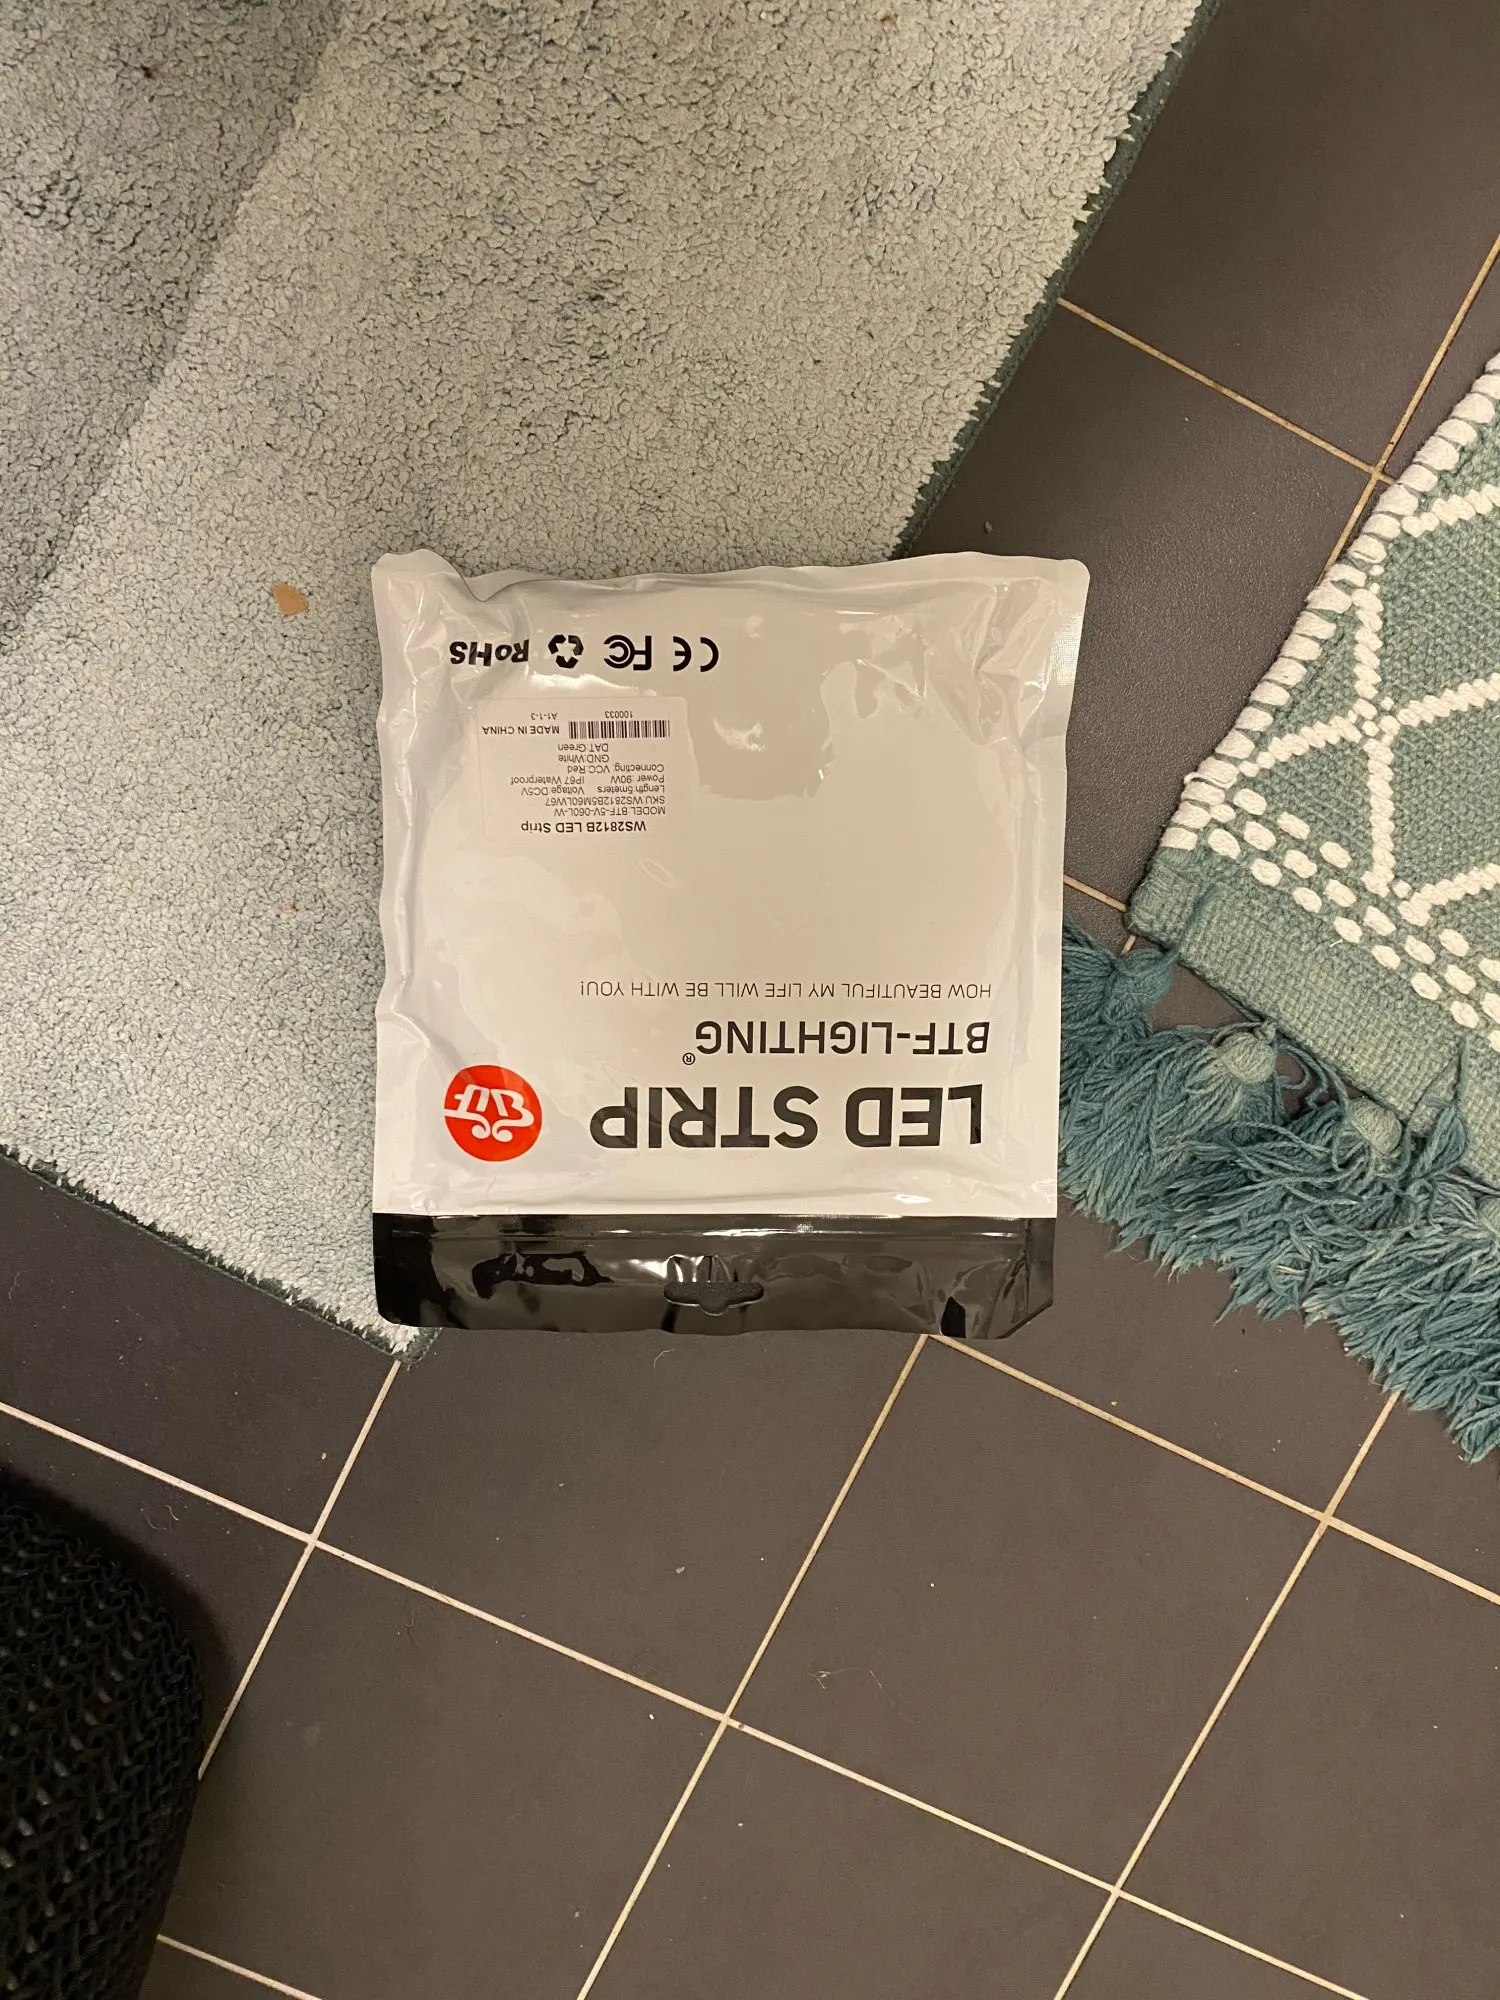 LED STRIP
BTF-LIGHTING®
HOW BEAUTIFUL MY LIFE WILL BE WITH YOU!
BTF
WS2812B LED Strip
MODEL BTF-5V-060L-W
SKU WS2812B5M60LW67
Length 5meters Voltage DC5V
Power: 90W IP67 Waterproof
Connecting: VCC:Red
GND:White
DAT:Green
MADE IN CHINA
100033 A1-1-3
CE FC RoHS